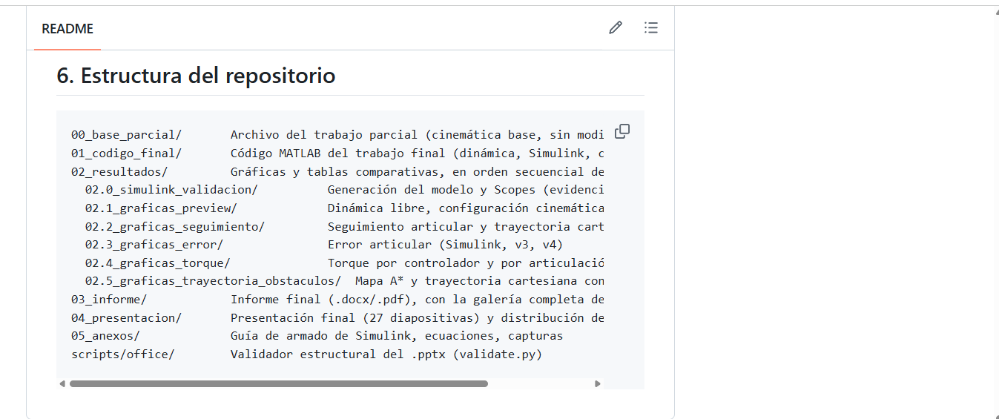 README
6. Estructura del repositorio
00_base_parcial/ Archivo del trabajo parcial (cinemática base, sin modi
01_codigo_final/ Código MATLAB del trabajo final (dinámica, Simulink, c
02_resultados/ Gráficas y tablas comparativas, en orden secuencial de
02.0_simulink_validacion/ Generación del modelo y Scopes (evidenci
02.1_graficas_preview/ Dinámica libre, configuración cinemática
02.2_graficas_seguimiento/ Seguimiento articular y trayectoria cart
02.3_graficas_error/ Error articular (Simulink, v3, v4)
02.4_graficas_torque/ Torque por controlador y por articulació
02.5_graficas_trayectoria_obstaculos/ Mapa A* y trayectoria cartesiana con
03_informe/ Informe final (.docx/.pdf), con la galería completa de
04_presentacion/ Presentación final (27 diapositivas) y distribución de
05_anexos/ Guía de armado de Simulink, ecuaciones, capturas
scripts/office/ Validador estructural del .pptx (validate.py)